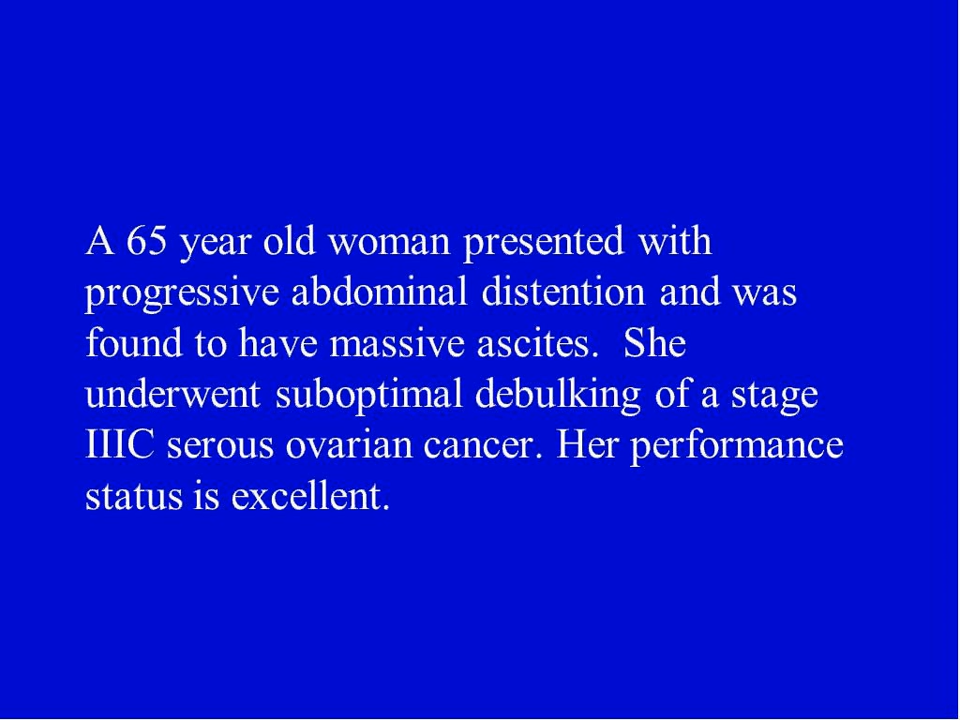 A 65 year old woman presented with
progressive abdominal distention and was
found to have massive ascites.  She
underwent suboptimal debulking of a stage
IIIC serous ovarian cancer. Her performance
status is excellent.